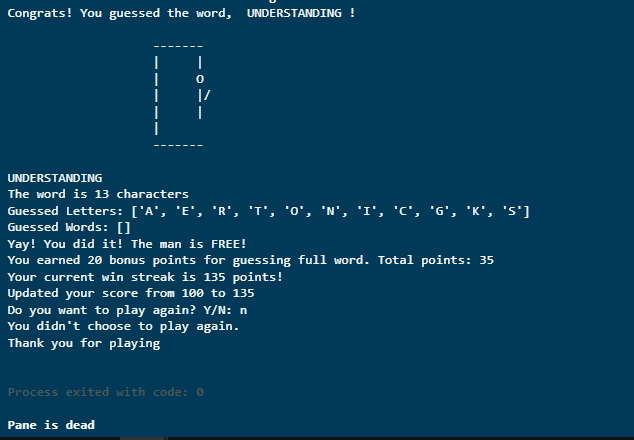 Congrats! You guessed the word,  UNDERSTANDING !
-------
|     |
|     O
|     |/
|     |
|
-------
UNDERSTANDING
The word is 13 characters
Guessed Letters: ['A', 'E', 'R', 'T', 'O', 'N', 'I', 'C', 'G', 'K', 'S']
Guessed Words: []
Yay! You did it! The man is FREE!
You earned 20 bonus points for guessing full word. Total points: 35
Your current win streak is 135 points!
Updated your score from 100 to 135
Do you want to play again? Y/N: n
You didn't choose to play again.
Thank you for playing
Process exited with code: 0
Pane is dead